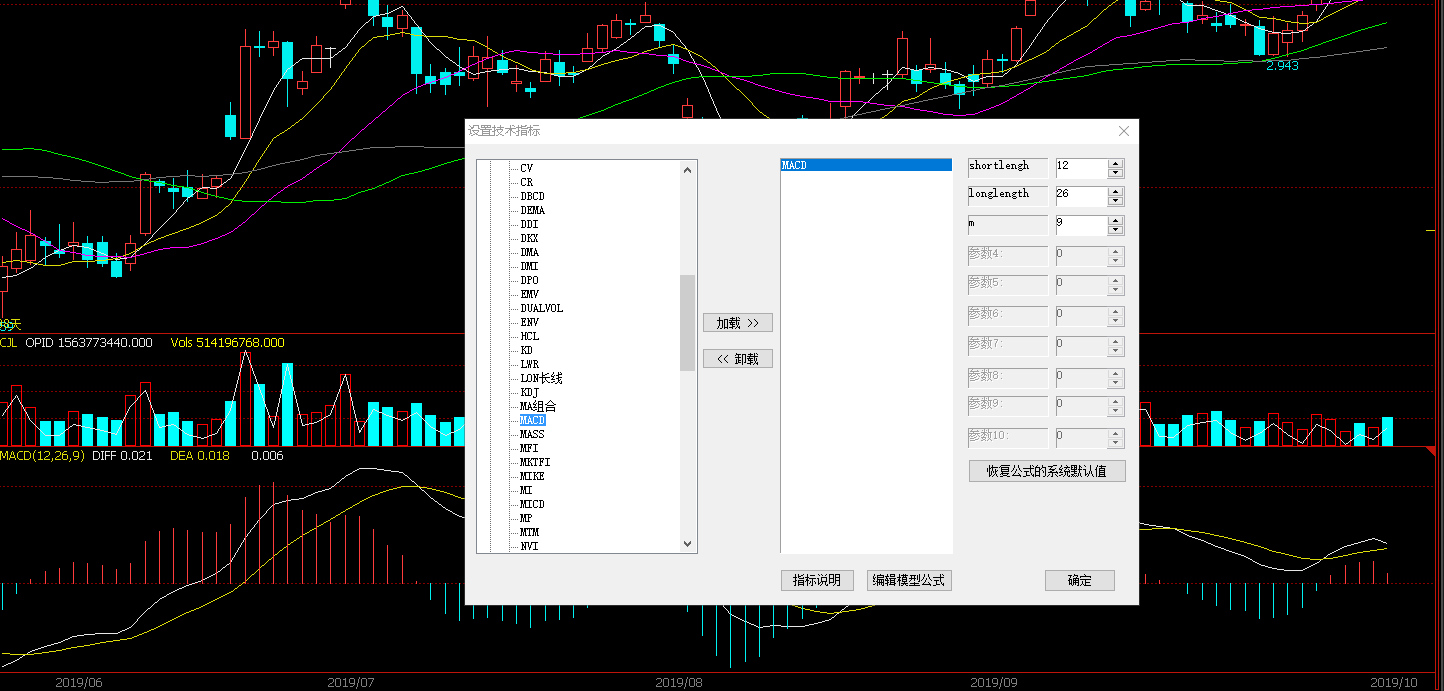 2.943
天
设置技术指标
CV
CR
DBCD
DEMA
DDI
DKX
DMA
DMI
DPO
EMV
DUALVOL
ENV
HCL
KD
LWR
LON长线
KDJ
MA组合
MACD
MASS
MFI
MKTFI
MIKE
MI
MICD
MP
MTM
NVI
加载 >>
<< 卸载
MACD
shortlengh 12
longlength 26
m 9
参数4: 0
参数5: 0
参数6: 0
参数7: 0
参数8: 0
参数9: 0
参数10: 0
恢复公式的系统默认值
指标说明 编辑模型公式 确定
CJL OPID 1563773440.000 Vols 514196768.000
MACD(12,26,9) DIFF 0.021 DEA 0.018 0.006
2019/06 2019/07 2019/08 2019/09 2019/10